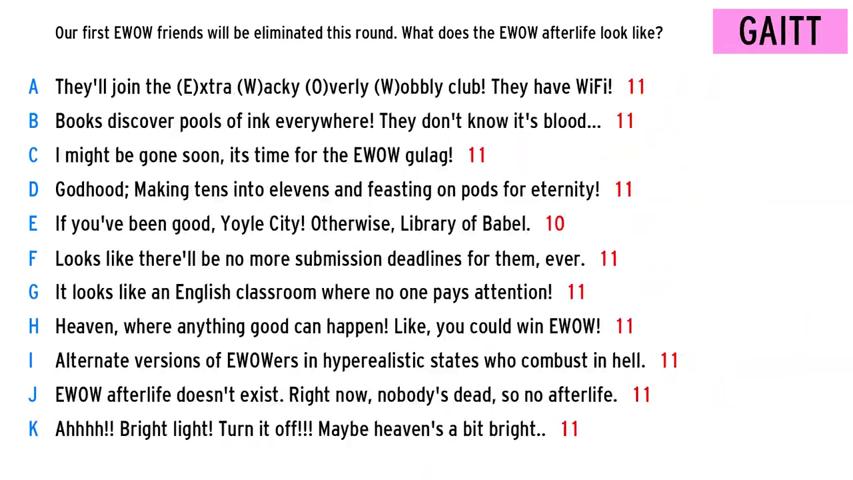 Our first EWOW friends will be eliminated this round. What does the EWOW afterlife look like?
GAITT
A They'll join the (E)xtra (W)acky (O)verly (W)obbly club! They have WiFi! 11
B Books discover pools of ink everywhere! They don't know it's blood... 11
C I might be gone soon, its time for the EWOW gulag! 11
D Godhood; Making tens into elevens and feasting on pods for eternity! 11
E If you've been good, Yoyle City! Otherwise, Library of Babel. 10
F Looks like there'll be no more submission deadlines for them, ever. 11
G It looks like an English classroom where no one pays attention! 11
H Heaven, where anything good can happen! Like, you could win EWOW! 11
I Alternate versions of EWOWers in hyperealistic states who combust in hell. 11
J EWOW afterlife doesn't exist. Right now, nobody's dead, so no afterlife. 11
K Ahhhh!! Bright light! Turn it off!!! Maybe heaven's a bit bright.. 11